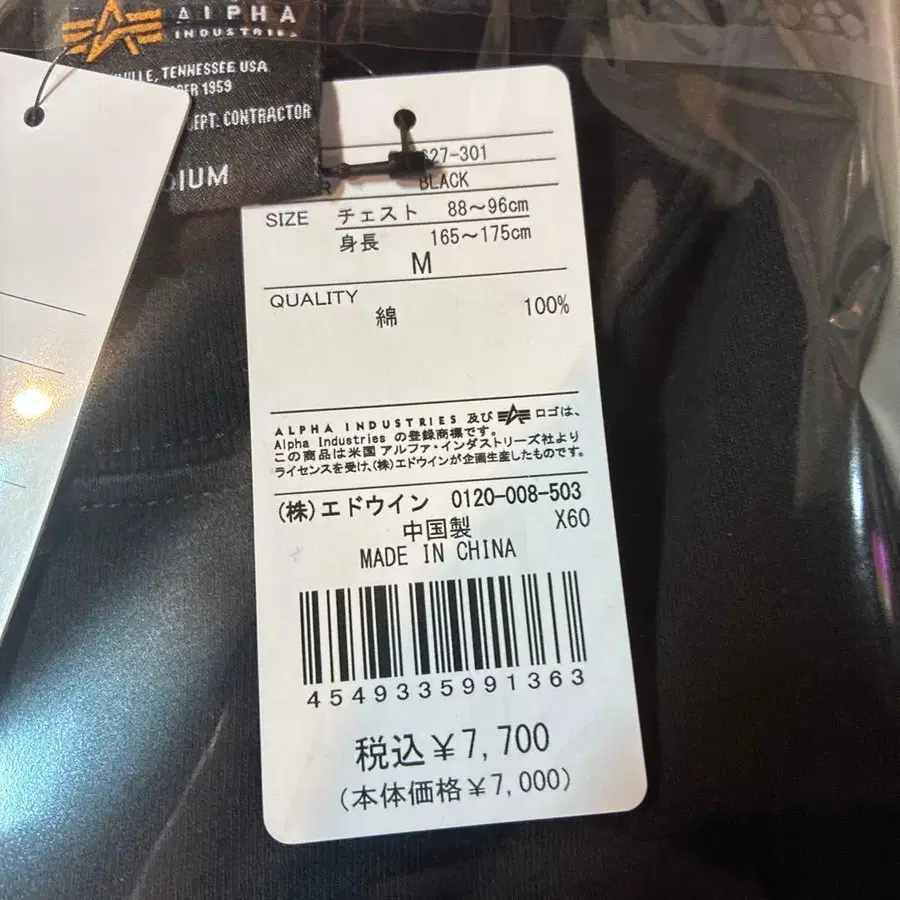 ALPHA
INDUSTRIES
TENNESSEE USA
1959
CONTRACTOR
27-301
BLACK
SIZE チェスト 88～96cm
身長 165～175cm
M
QUALITY
綿 100%
ALPHA INDUSTRIES 及び ロゴは、
Alpha Industries の登録商標です。
この商品は米国 アルファ・インダストリーズ社より
ライセンスを受け、(株)エドウインが企画生産したものです。
(株)エドウイン 0120-008-503
中国製 X60
MADE IN CHINA
4549335991363
税込￥7,700
(本体価格￥7,000)